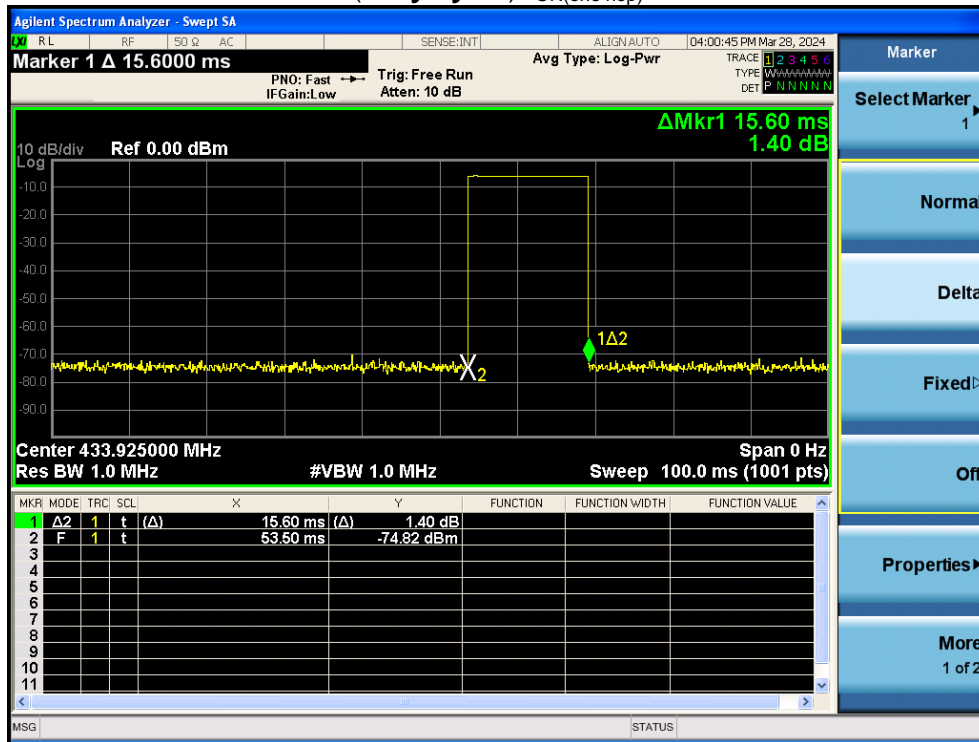 ON(one hop)
Agilent Spectrum Analyzer - Swept SA
LXI RL RF 50 Ω AC SENSE:INT ALIGN AUTO 04:00:45 PM Mar 28, 2024
Marker 1 Δ 15.6000 ms
Avg Type: Log-Pwr
TRACE 1 2 3 4 5 6
TYPE WWWWWW
DET P N N N N N
PNO: Fast Trig: Free Run
IFGain:Low Atten: 10 dB
ΔMkr1 15.60 ms
1.40 dB
10 dB/div Ref 0.00 dBm
Log
-10.0
-20.0
-30.0
-40.0
-50.0
-60.0
1Δ2
-70.0
X2
-80.0
-90.0
Center 433.925000 MHz Span 0 Hz
Res BW 1.0 MHz #VBW 1.0 MHz Sweep 100.0 ms (1001 pts)
MKR MODE TRC SCL X Y FUNCTION FUNCTION WIDTH FUNCTION VALUE
1 Δ2 1 t (Δ) 15.60 ms (Δ) 1.40 dB
2 F 1 t 53.50 ms -74.82 dBm
3
4
5
6
7
8
9
10
11
MSG STATUS
Marker
Select Marker
1
Normal
Delta
Fixed
Off
Properties
More
1 of 2